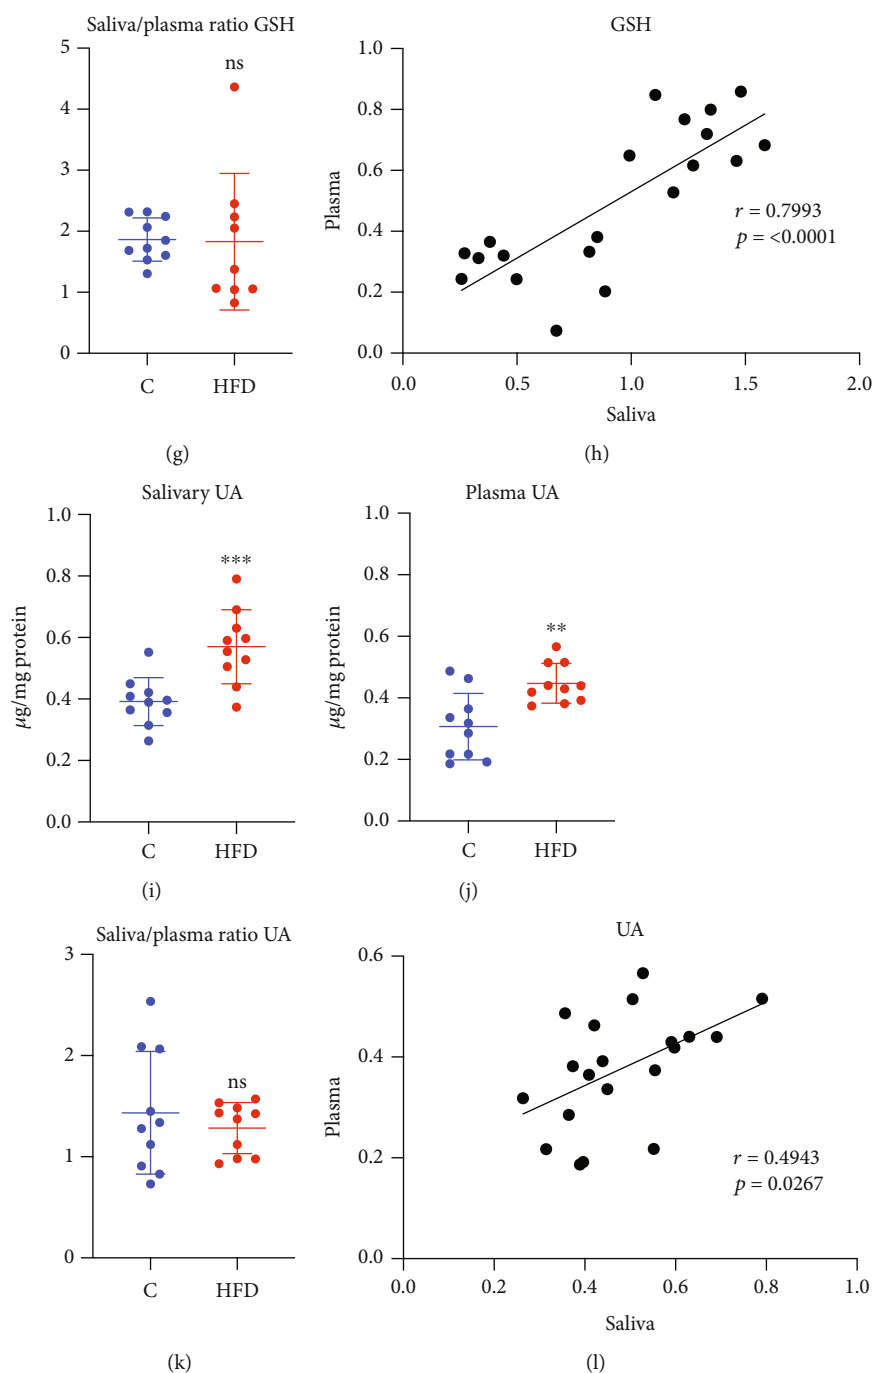 Saliva/plasma ratio GSH
5
4
3
2
1
0
ns
C
HFD
(g)
GSH
1.0
0.8
0.6
0.4
0.2
0.0
Plasma
r = 0.7993
p = <0.0001
0.0
0.5
1.0
1.5
2.0
Saliva
(h)
Salivary UA
1.0
0.8
0.6
0.4
0.2
0.0
μg/mg protein
***
C
HFD
(i)
Plasma UA
1.0
0.8
0.6
0.4
0.2
0.0
μg/mg protein
**
C
HFD
(j)
Saliva/plasma ratio UA
3
2
1
0
ns
C
HFD
(k)
UA
0.6
0.4
0.2
0.0
Plasma
r = 0.4943
p = 0.0267
0.0
0.2
0.4
0.6
0.8
1.0
Saliva
(l)